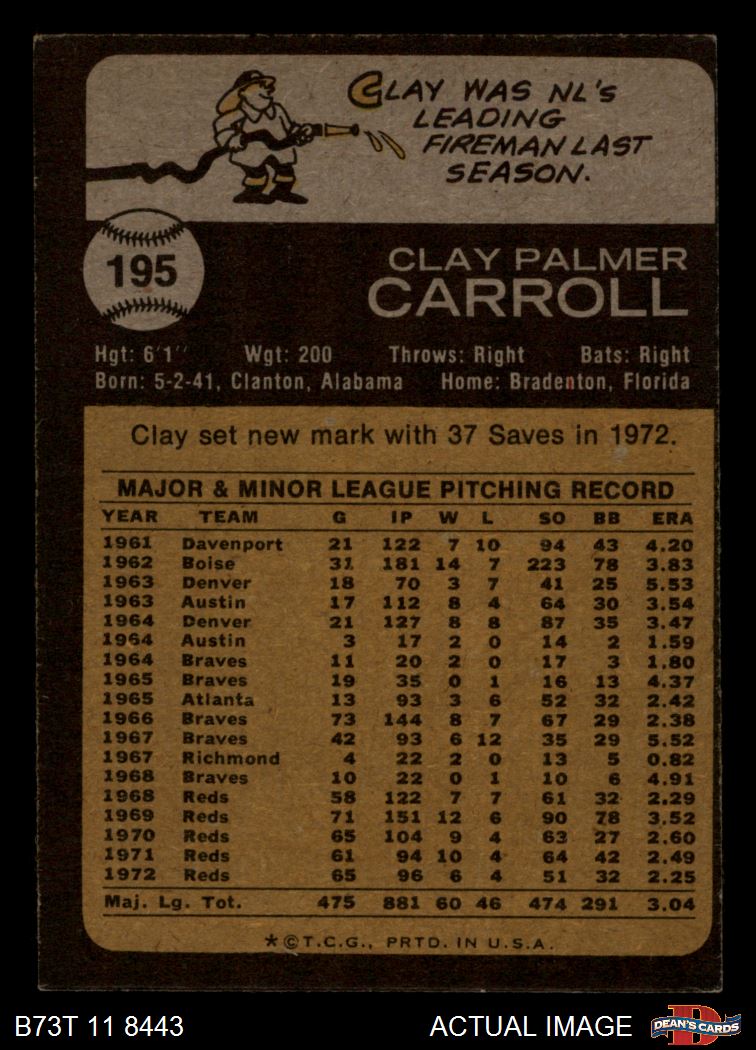 CLAY WAS NL'S
LEADING
FIREMAN LAST
SEASON.
195
CLAY PALMER
CARROLL
Hgt: 6'1" Wgt: 200 Throws: Right Bats: Right
Born: 5-2-41, Clanton, Alabama Home: Bradenton, Florida
Clay set new mark with 37 Saves in 1972.
MAJOR & MINOR LEAGUE PITCHING RECORD
YEAR TEAM G IP W L SO BB ERA
1961 Davenport 21 122 7 10 94 43 4.20
1962 Boise 31 181 14 7 223 78 3.83
1963 Denver 18 70 3 7 41 25 5.53
1963 Austin 17 112 8 4 64 30 3.54
1964 Denver 21 127 8 8 87 35 3.47
1964 Austin 3 17 2 0 14 2 1.59
1964 Braves 11 20 2 0 17 3 1.80
1965 Braves 19 35 0 1 16 13 4.37
1965 Atlanta 13 93 3 6 52 32 2.42
1966 Braves 73 144 8 7 67 29 2.38
1967 Braves 42 93 6 12 35 29 5.52
1967 Richmond 4 22 2 0 13 5 0.82
1968 Braves 10 22 0 1 10 6 4.91
1968 Reds 58 122 7 7 61 32 2.29
1969 Reds 71 151 12 6 90 78 3.52
1970 Reds 65 104 9 4 63 27 2.60
1971 Reds 61 94 10 4 64 42 2.49
1972 Reds 65 96 6 4 51 32 2.25
Maj. Lg. Tot. 475 881 60 46 474 291 3.04
*©T.C.G., PRTD. IN U.S.A.
B73T 11 8443 ACTUAL IMAGE D DEAN'S CARDS